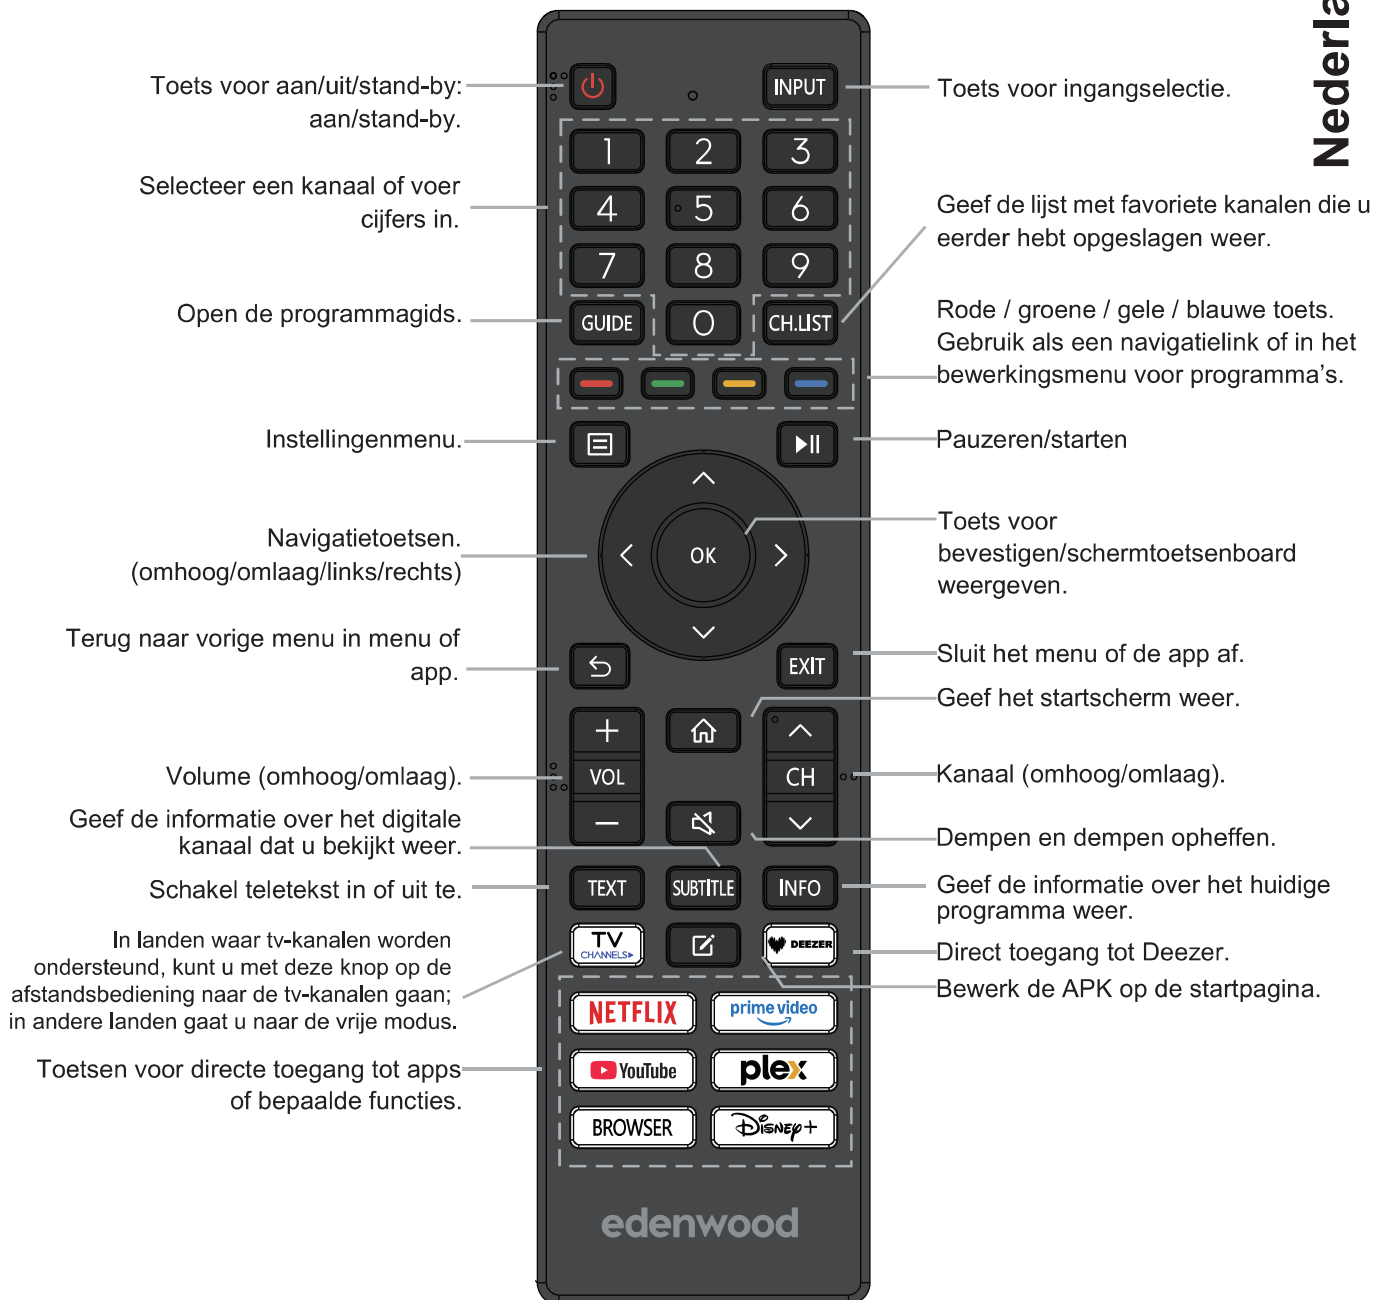 Nederla
Toets voor aan/uit/stand-by:
aan/stand-by.
INPUT
Toets voor ingangselectie.
1 2 3
Selecteer een kanaal of voer
cijfers in.
4 5 6
Geef de lijst met favoriete kanalen die u
eerder hebt opgeslagen weer.
7 8 9
Open de programmagids.
GUIDE 0 CH.LIST
Rode / groene / gele / blauwe toets.
Gebruik als een navigatielink of in het
bewerkingsmenu voor programma's.
Instellingenmenu.
Pauzeren/starten
Navigatietoetsen.
(omhoog/omlaag/links/rechts)
OK
Toets voor
bevestigen/schermtoetsenboard
weergeven.
Terug naar vorige menu in menu of
app.
EXIT
Sluit het menu of de app af.
Geef het startscherm weer.
Volume (omhoog/omlaag).
VOL
CH
Kanaal (omhoog/omlaag).
Geef de informatie over het digitale
kanaal dat u bekijkt weer.
Dempen en dempen opheffen.
Schakel teletekst in of uit te.
TEXT SUBTITLE INFO
Geef de informatie over het huidige
programma weer.
In landen waar tv-kanalen worden
ondersteund, kunt u met deze knop op de
afstandsbediening naar de tv-kanalen gaan;
in andere landen gaat u naar de vrije modus.
TV
CHANNELS
DEEZER
Direct toegang tot Deezer.
Bewerk de APK op de startpagina.
Toetsen voor directe toegang tot apps
of bepaalde functies.
NETFLIX prime video
YouTube plex
BROWSER Disney+
edenwood